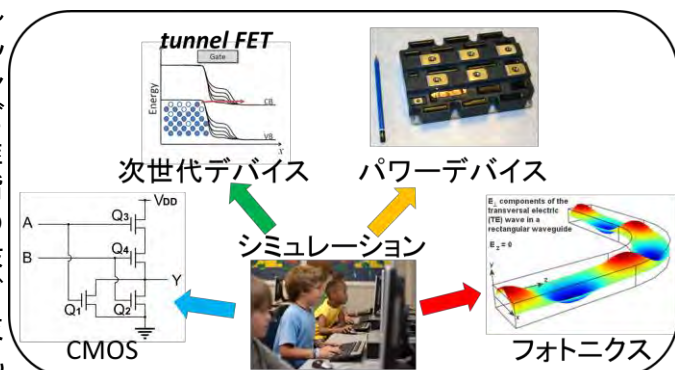 tunnel FET
Gate
Energy
CB
VB
x
次世代デバイス
パワーデバイス
E⊥ components of the
transversal electric
(TE) wave in a
rectangular waveguide
E z = 0
Y
Z
X
シミュレーション
VDD
A
Q3
B
Q4
Y
Q1
Q2
CMOS
フォトニクス